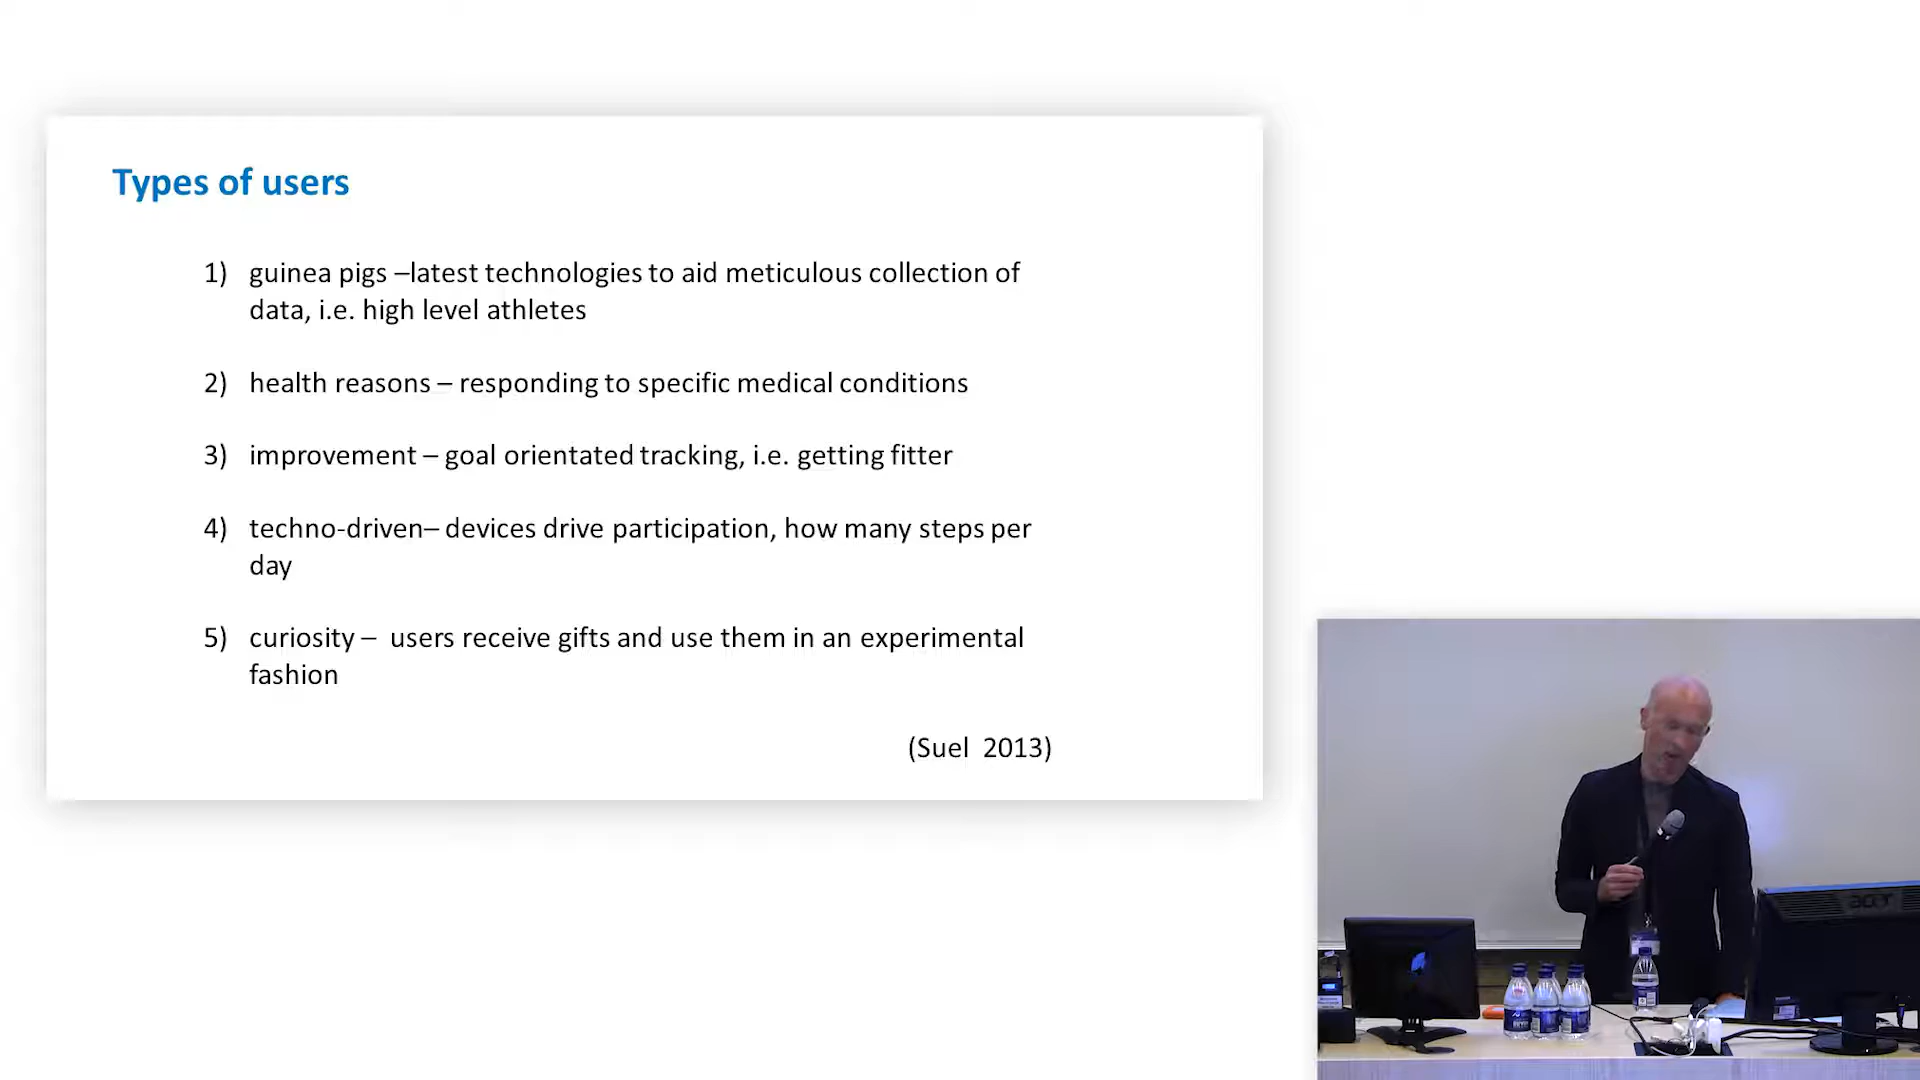 Types of users
1) guinea pigs –latest technologies to aid meticulous collection of
data, i.e. high level athletes
2) health reasons – responding to specific medical conditions
3) improvement – goal orientated tracking, i.e. getting fitter
4) techno-driven– devices drive participation, how many steps per
day
5) curiosity –  users receive gifts and use them in an experimental
fashion
(Suel  2013)
acer